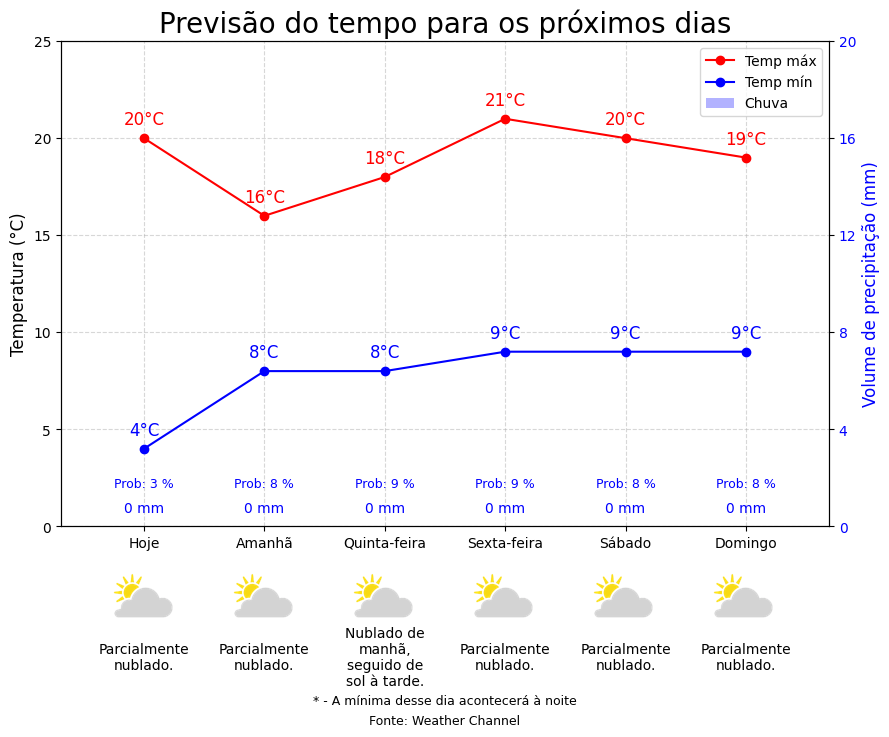 Previsão do tempo para os próximos dias
25
20
15
10
5
0
Temperatura (°C)
20
16
12
8
4
0
Volume de precipitação (mm)
Temp máx
Temp mín
Chuva
20°C
16°C
18°C
21°C
20°C
19°C
4°C
8°C
8°C
9°C
9°C
9°C
Prob: 3 %
Prob: 8 %
Prob: 9 %
Prob: 9 %
Prob: 8 %
Prob: 8 %
0 mm
0 mm
0 mm
0 mm
0 mm
0 mm
Hoje
Amanhã
Quinta-feira
Sexta-feira
Sábado
Domingo
Parcialmente
nublado.
Parcialmente
nublado.
Nublado de
manhã,
seguido de
sol à tarde.
Parcialmente
nublado.
Parcialmente
nublado.
Parcialmente
nublado.
* - A mínima desse dia acontecerá à noite
Fonte: Weather Channel